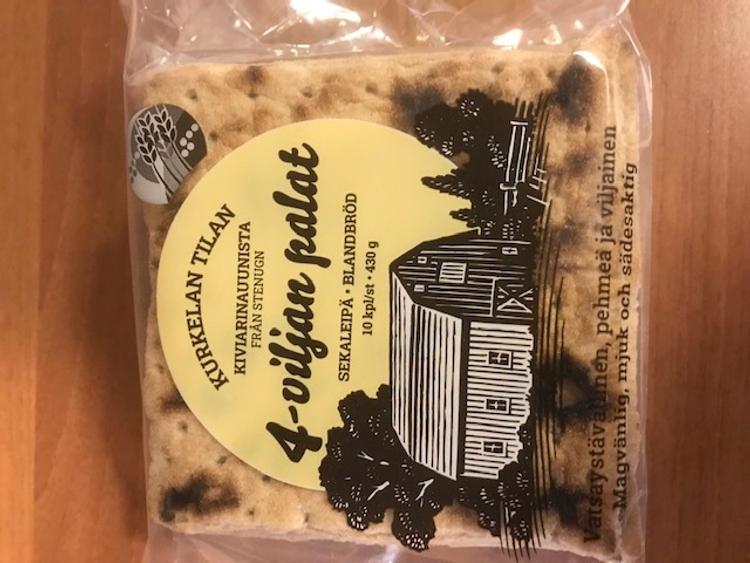 KURKELAN TILAN
KIVIARINAUUNISTA
FRÅN STENUGN
4-viljan palat
SEKALEIPÄ • BLANDBRÖD
10 kpl/st • 430 g
Vatsaystävällinen, pehmeä ja viljainen
Magvänlig, mjuk och sädesaktig